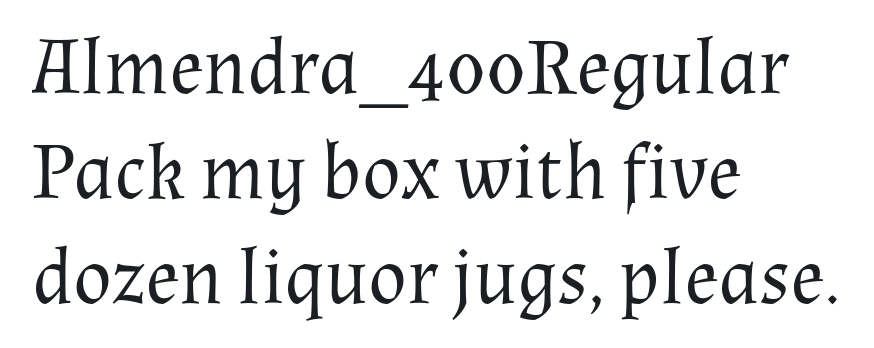 Almendra_400Regular
Pack my box with five
dozen liquor jugs, please.